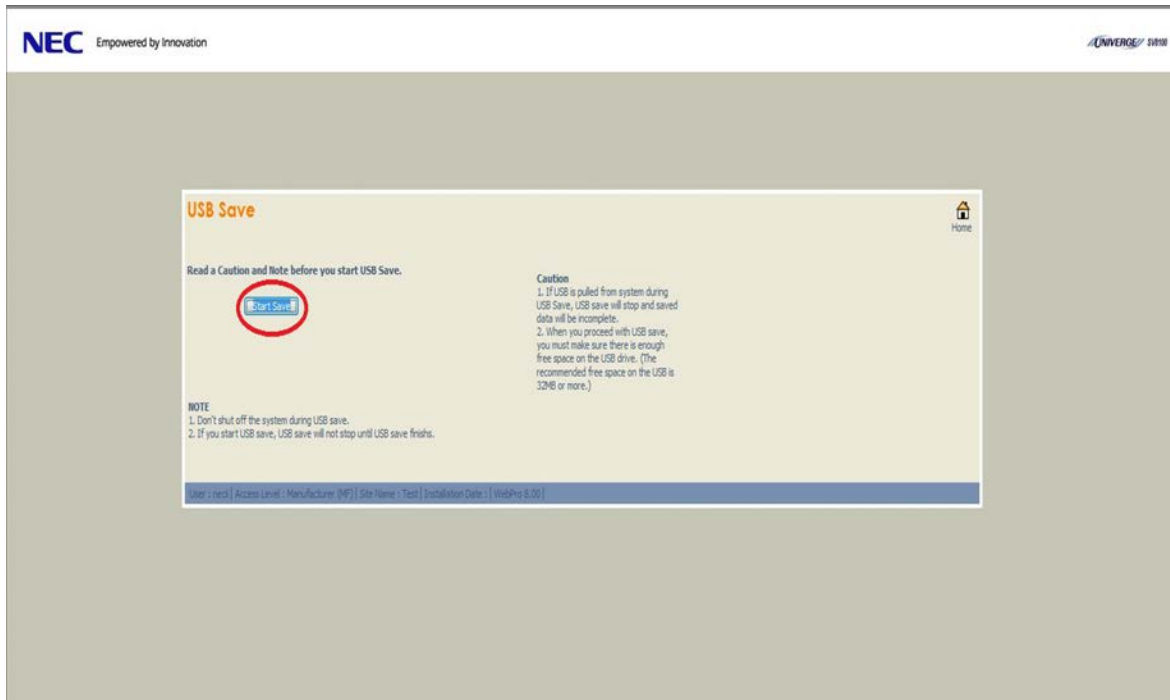 NEC Empowered by Innovation
UNIVERGE SV8100
USB Save
Home
Read a Caution and Note before you start USB Save.
Start Save
Caution
1. If USB is pulled from system during
USB Save, USB save will stop and saved
data will be incomplete.
2. When you proceed with USB save,
you must make sure there is enough
free space on the USB drive. (The
recommended free space on the USB is
32MB or more.)
NOTE
1. Don't shut off the system during USB save.
2. If you start USB save, USB save will not stop until USB save finishs.
User : necii | Access Level : Manufacturer (MF) | Site Name : Test | Installation Date : | WebPro 8.00 |